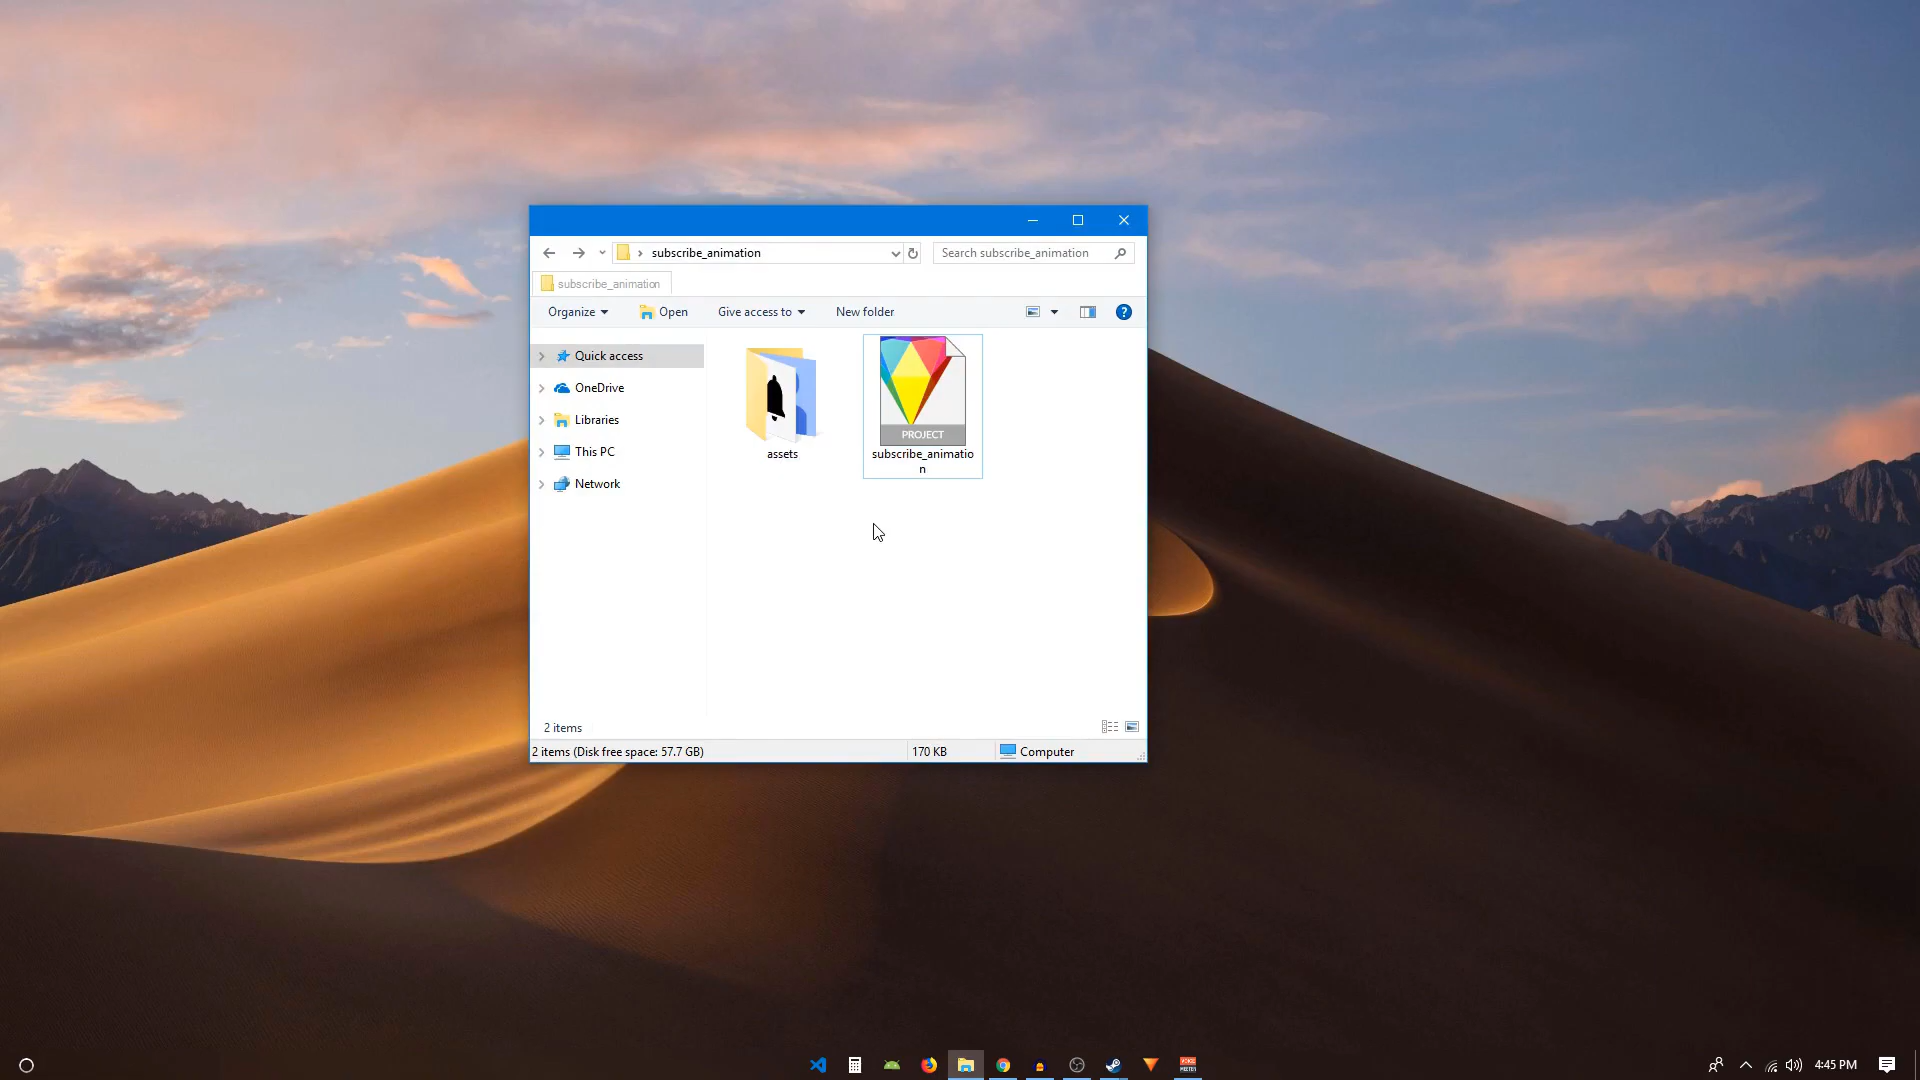 subscribe_animation
Search subscribe_animation
subscribe_animation
Organize
Open
Give access to
New folder
?
Quick access
OneDrive
Libraries
This PC
Network
assets
PROJECT
subscribe_animatio
n
2 items
2 items (Disk free space: 57.7 GB)
170 KB
Computer
4:45 PM